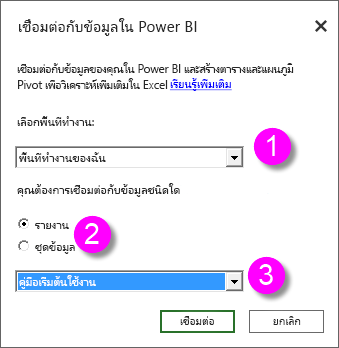 เชื่อมต่อกับข้อมูลใน Power BI
เชื่อมต่อกับข้อมูลของคุณใน Power BI และสร้างตารางและแผนภูมิ
Pivot เพื่อวิเคราะห์เพิ่มเติมใน Excel เรียนรู้เพิ่มเติม
เลือกพื้นที่ทำงาน:
พื้นที่ทำงานของฉัน
1
คุณต้องการเชื่อมต่อกับข้อมูลชนิดใด
รายงาน
2
ชุดข้อมูล
3
คู่มือเริ่มต้นใช้งาน
เชื่อมต่อ ยกเลิก